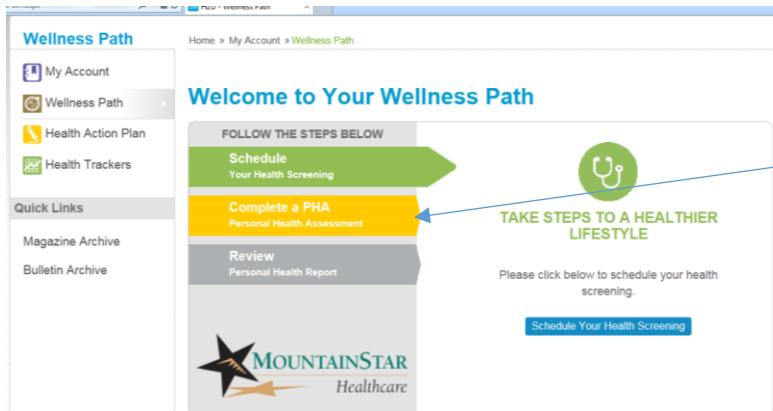 H2U - Wellness Path
Wellness Path
Home » My Account » Wellness Path
My Account
Wellness Path
Health Action Plan
Health Trackers
Quick Links
Magazine Archive
Bulletin Archive
Welcome to Your Wellness Path
FOLLOW THE STEPS BELOW
Schedule
Your Health Screening
Complete a PHA
Personal Health Assessment
Review
Personal Health Report
MOUNTAINSTAR
Healthcare
TAKE STEPS TO A HEALTHIER
LIFESTYLE
Please click below to schedule your health
screening.
Schedule Your Health Screening